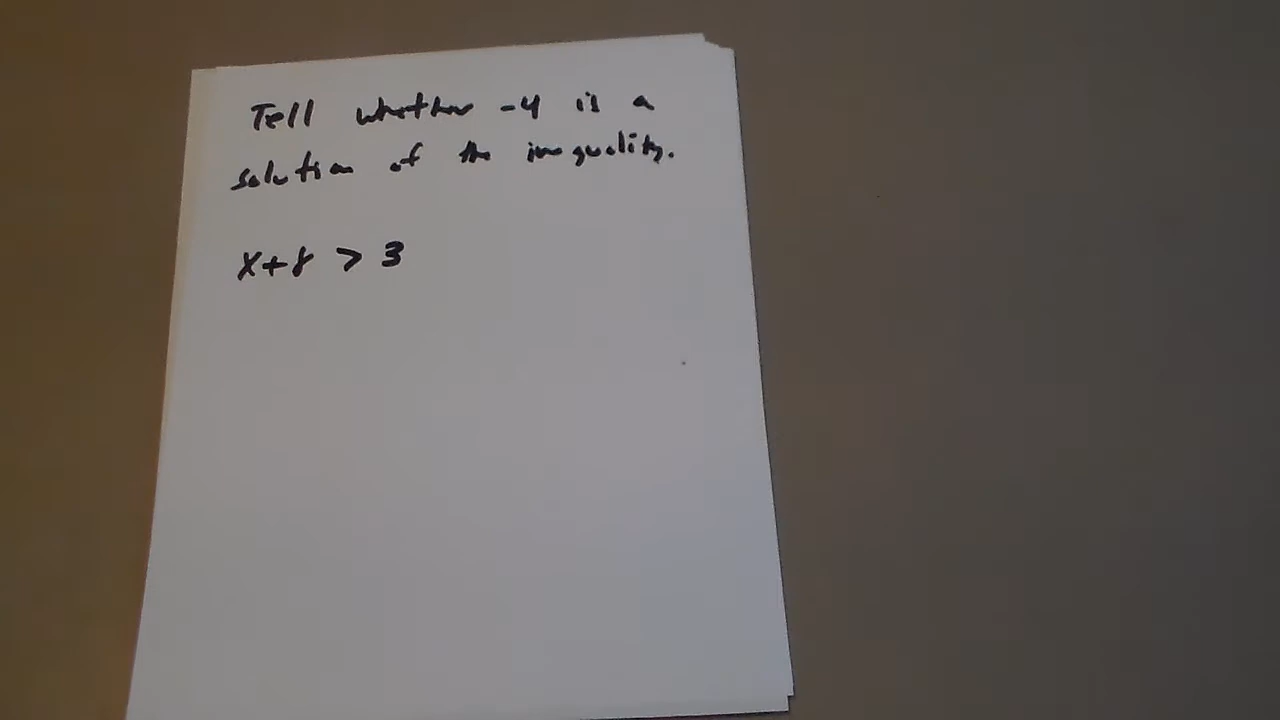 Tell whether -4 is a
solution of the inequality.
x+8 > 3